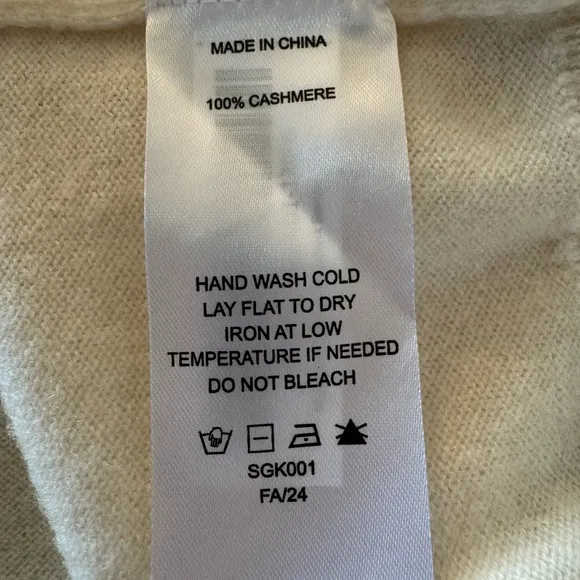 MADE IN CHINA
100% CASHMERE
HAND WASH COLD
LAY FLAT TO DRY
IRON AT LOW
TEMPERATURE IF NEEDED
DO NOT BLEACH
SGK001
FA/24